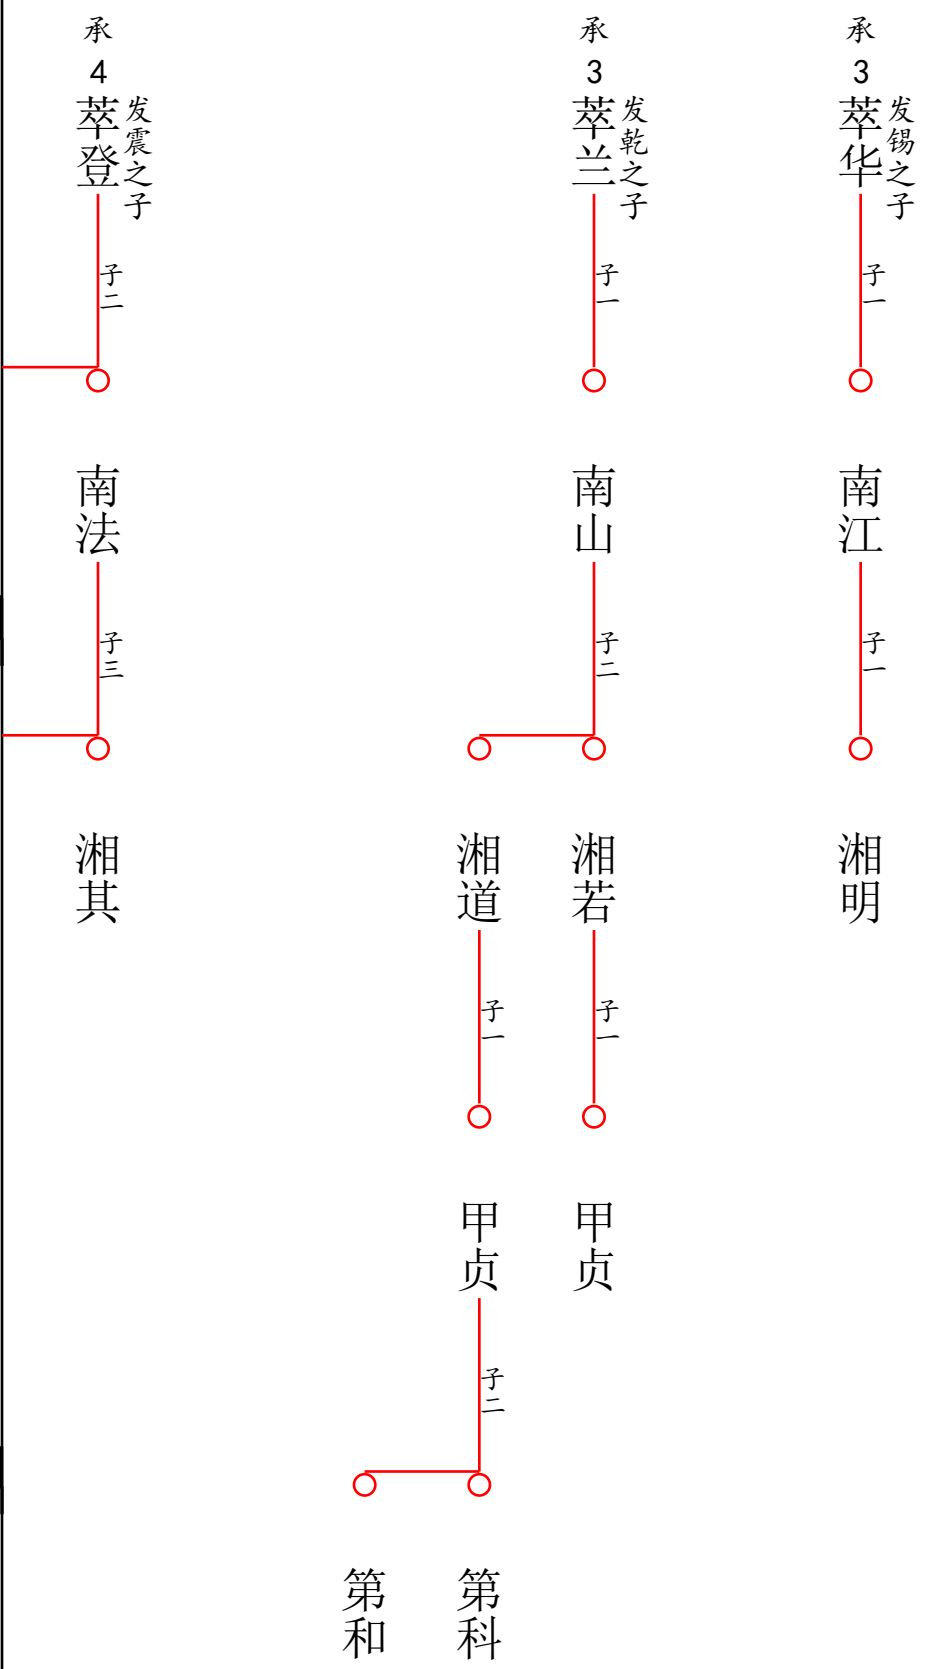 承
3
萃华
发锡之子
子一
南江
子一
湘明
承
3
萃兰
发乾之子
子一
南山
子二
湘若
子一
甲贞
湘道
子一
甲贞
子二
第科
第和
承
4
萃登
发震之子
子二
南法
子三
湘其